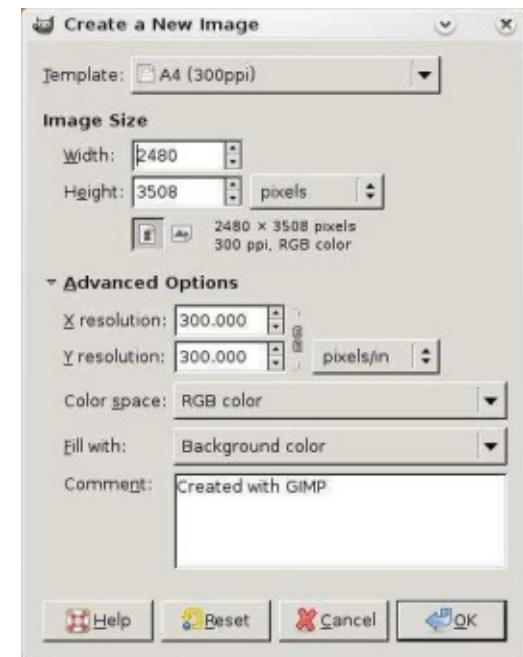 Create a New Image
Template: A4 (300ppi)
Image Size
Width: 2480
Height: 3508 pixels
2480 × 3508 pixels
300 ppi, RGB color
Advanced Options
X resolution: 300.000
Y resolution: 300.000 pixels/in
Color space: RGB color
Fill with: Background color
Comment: Created with GIMP
Help Reset Cancel OK